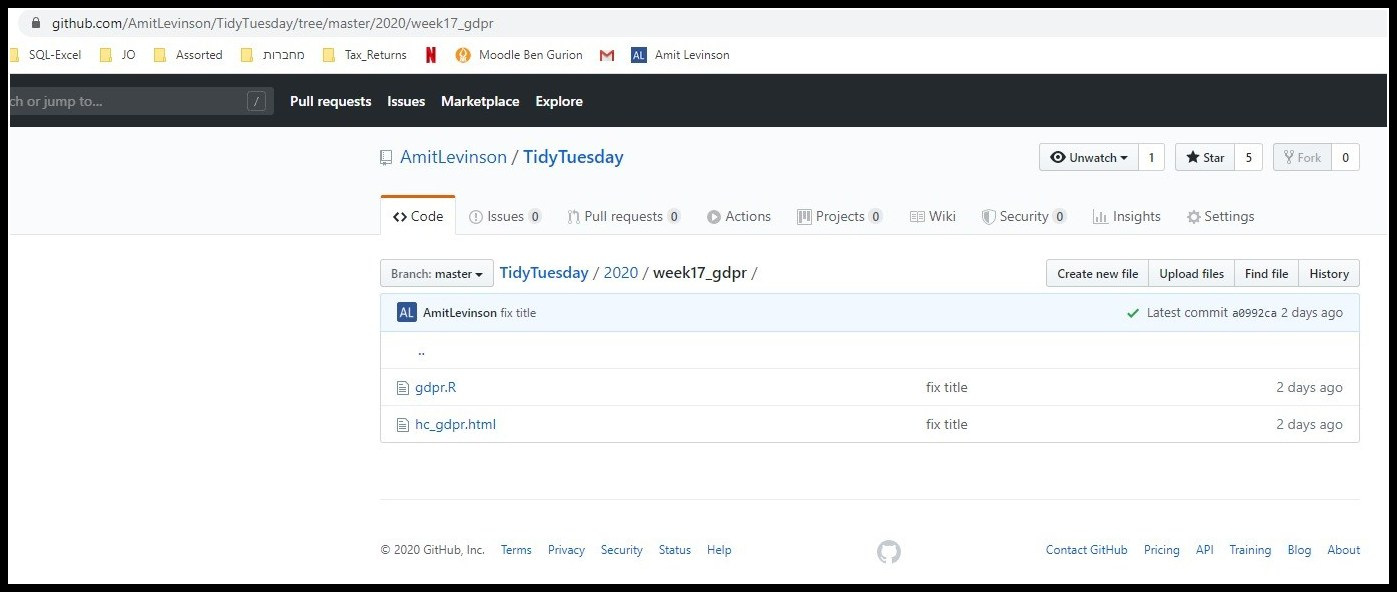 github.com/AmitLevinson/TidyTuesday/tree/master/2020/week17_gdpr
SQL-Excel JO Assorted מחברות Tax_Returns N Moodle Ben Gurion M AL Amit Levinson
ch or jump to... / Pull requests Issues Marketplace Explore
AmitLevinson / TidyTuesday Unwatch 1 Star 5 Fork 0
<> Code Issues 0 Pull requests 0 Actions Projects 0 Wiki Security 0 Insights Settings
Branch: master TidyTuesday / 2020 / week17_gdpr / Create new file Upload files Find file History
AL AmitLevinson fix title Latest commit a0992ca 2 days ago
..
gdpr.R fix title 2 days ago
hc_gdpr.html fix title 2 days ago
© 2020 GitHub, Inc. Terms Privacy Security Status Help Contact GitHub Pricing API Training Blog About